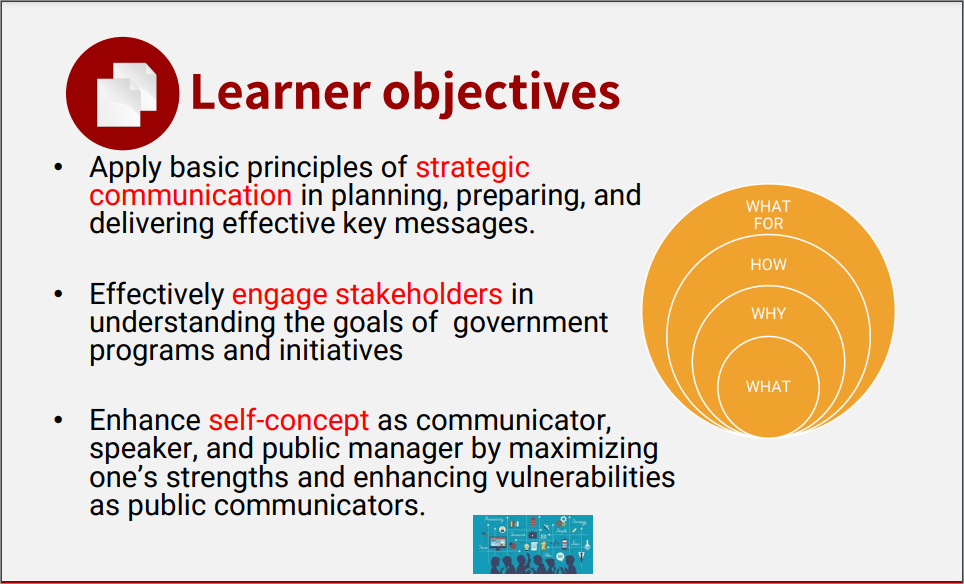 Learner objectives
• Apply basic principles of strategic
communication in planning, preparing, and
delivering effective key messages.
• Effectively engage stakeholders in
understanding the goals of  government
programs and initiatives
• Enhance self-concept as communicator,
speaker, and public manager by maximizing
one’s strengths and enhancing vulnerabilities
as public communicators.
WHAT
FOR
HOW
WHY
WHAT